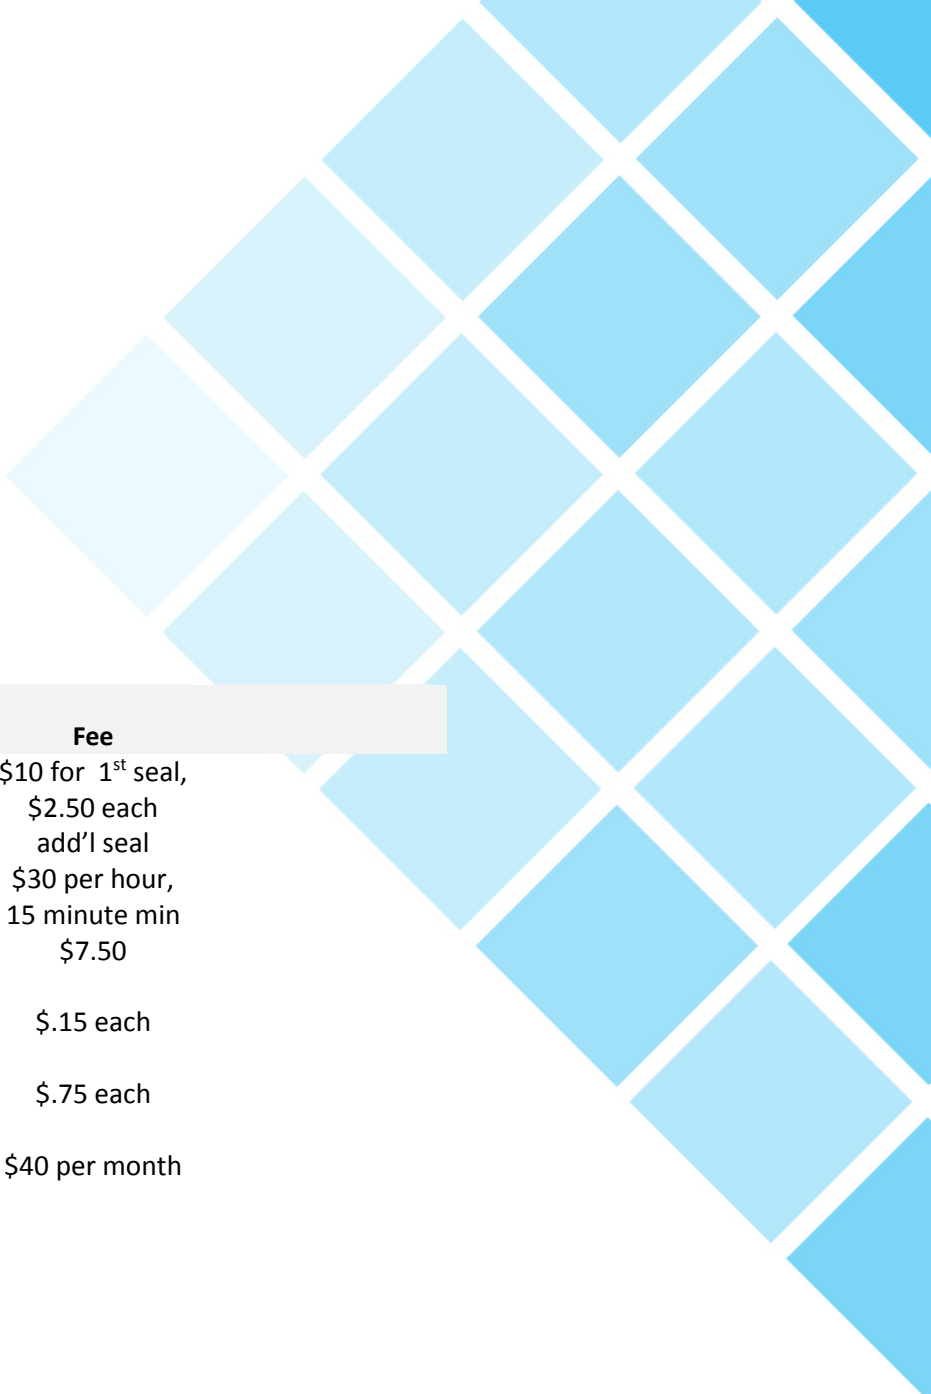 Fee
$10 for 1st seal,
$2.50 each
add’l seal
$30 per hour,
15 minute min
$7.50
$.15 each
$.75 each
$40 per month